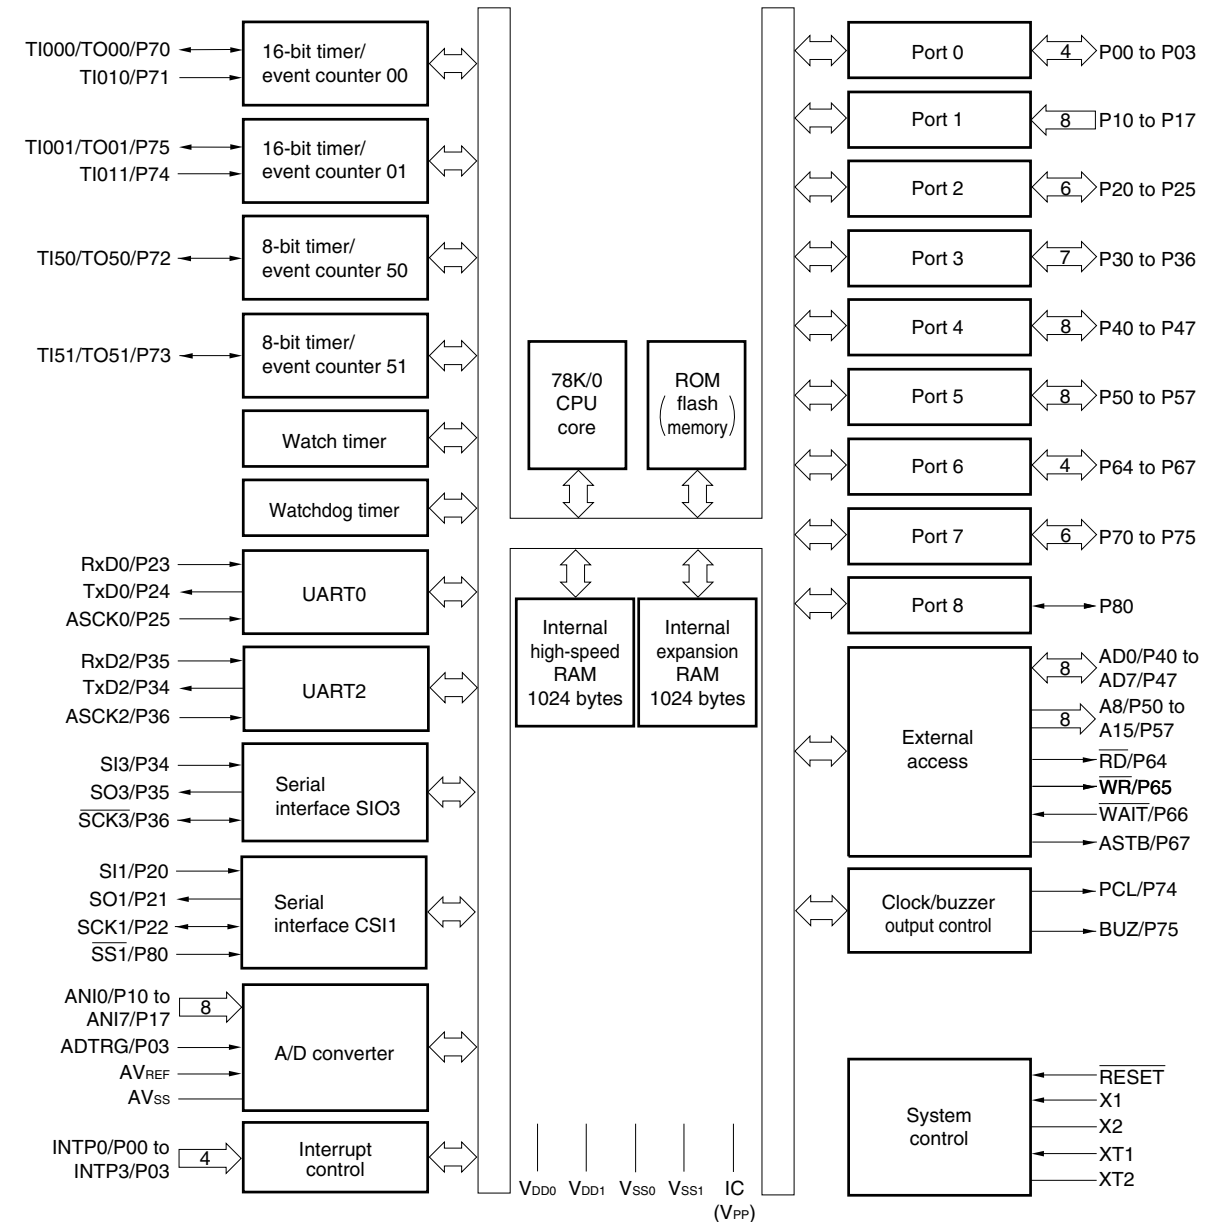 TI000/TO00/P70
TI010/P71
16-bit timer/
event counter 00
TI001/TO01/P75
TI011/P74
16-bit timer/
event counter 01
TI50/TO50/P72
8-bit timer/
event counter 50
TI51/TO51/P73
8-bit timer/
event counter 51
Watch timer
Watchdog timer
RxD0/P23
TxD0/P24
ASCK0/P25
UART0
RxD2/P35
TxD2/P34
ASCK2/P36
UART2
SI3/P34
SO3/P35
SCK3/P36
Serial
interface SIO3
SI1/P20
SO1/P21
SCK1/P22
SS1/P80
Serial
interface CSI1
ANI0/P10 to
ANI7/P17
8
ADTRG/P03
AVREF
AVSS
A/D converter
INTP0/P00 to
INTP3/P03
4
Interrupt
control
78K/0
CPU
core
ROM
flash
memory
Internal
high-speed
RAM
1024 bytes
Internal
expansion
RAM
1024 bytes
VDD0
VDD1
VSS0
VSS1
IC
(VPP)
Port 0
4
P00 to P03
Port 1
8
P10 to P17
Port 2
6
P20 to P25
Port 3
7
P30 to P36
Port 4
8
P40 to P47
Port 5
8
P50 to P57
Port 6
4
P64 to P67
Port 7
6
P70 to P75
Port 8
P80
External
access
8
AD0/P40 to
AD7/P47
8
A8/P50 to
A15/P57
RD/P64
WR/P65
WAIT/P66
ASTB/P67
Clock/buzzer
output control
PCL/P74
BUZ/P75
System
control
RESET
X1
X2
XT1
XT2